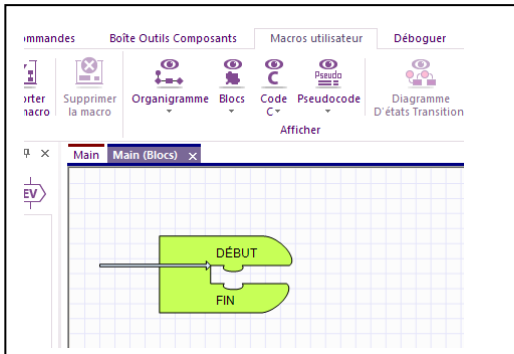 ommandes Boîte Outils Composants Macros utilisateur Déboguer
orter Supprimer Organigramme Blocs Code Pseudo Pseudocode Diagramme
macro la macro C D'états Transition
Afficher
Main Main (Blocs) X
EV
DÉBUT
FIN